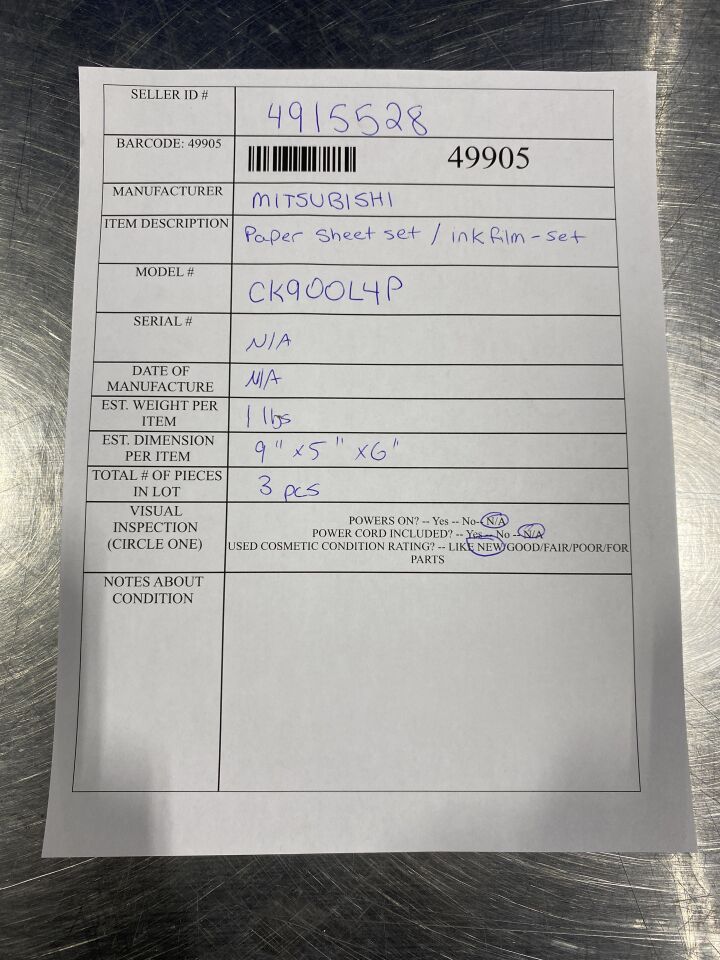 SELLER ID #
4915528
BARCODE: 49905
49905
MANUFACTURER
MITSUBISHI
ITEM DESCRIPTION
Paper sheet set / ink film - set
MODEL #
CK900L4P
SERIAL #
N/A
DATE OF
MANUFACTURE
N/A
EST. WEIGHT PER
ITEM
1 lbs
EST. DIMENSION
PER ITEM
9" x5" x6"
TOTAL # OF PIECES
IN LOT
3 pcs
VISUAL
INSPECTION
(CIRCLE ONE)
POWERS ON? -- Yes -- No-- N/A
POWER CORD INCLUDED? -- Yes -- No -- N/A
USED COSMETIC CONDITION RATING? -- LIKE NEW/GOOD/FAIR/POOR/FOR
PARTS
NOTES ABOUT
CONDITION